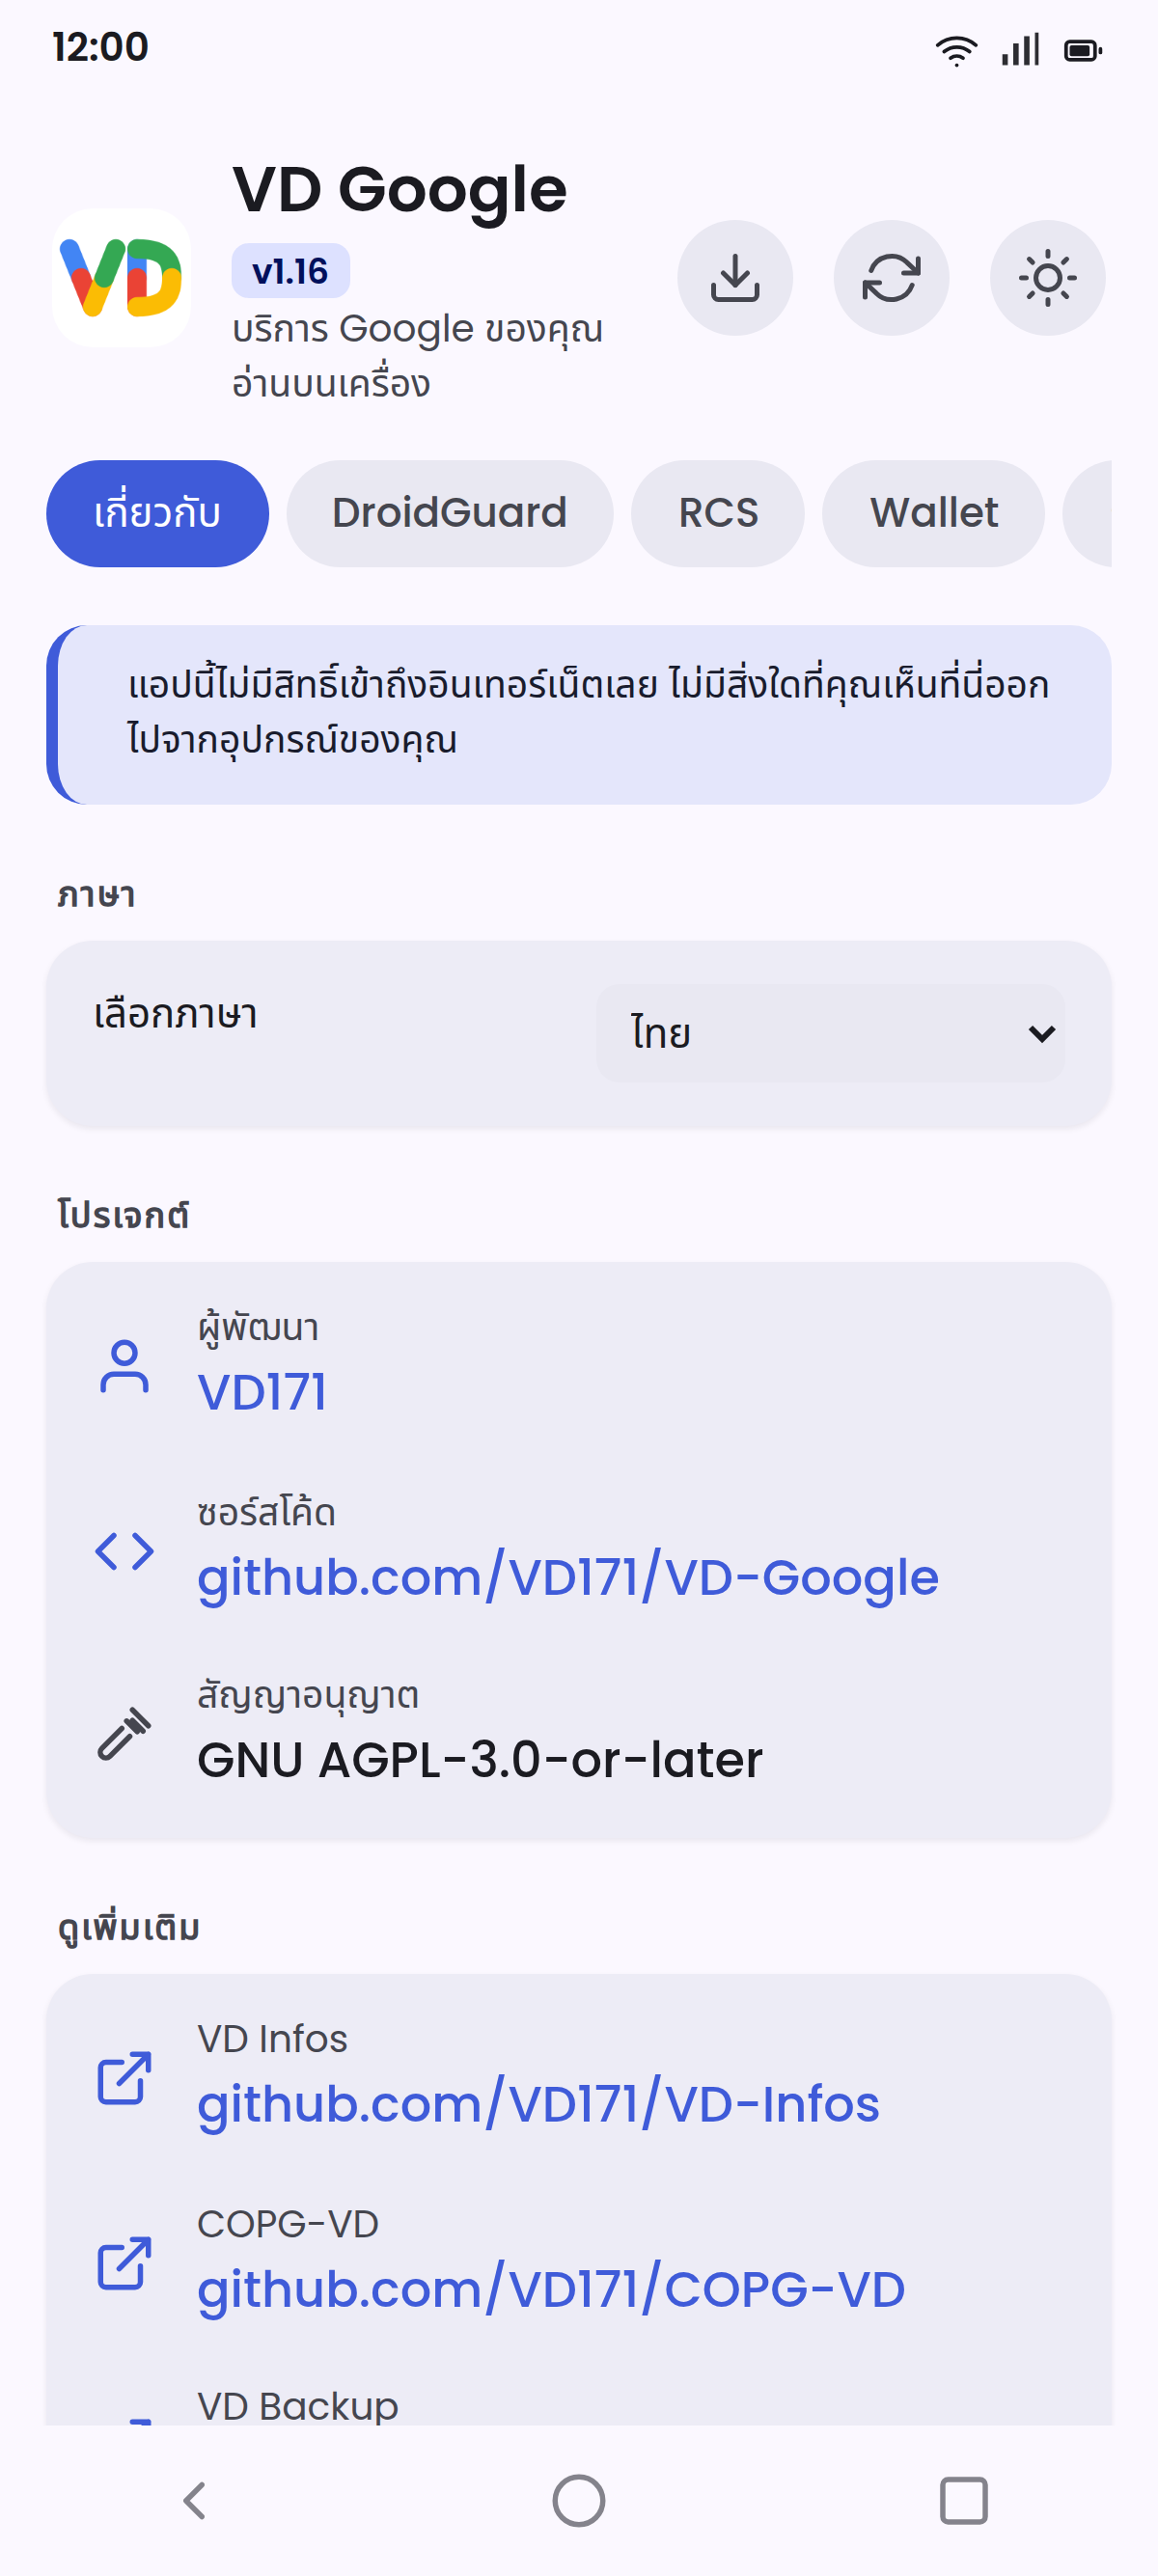 12:00
VD
VD Google
v1.16
บริการ Google ของคุณ
อ่านบนเครื่อง
เกี่ยวกับ
DroidGuard
RCS
Wallet
แอปนี้ไม่มีสิทธิ์เข้าถึงอินเทอร์เน็ตเลย ไม่มีสิ่งใดที่คุณเห็นที่นี่ออก
ไปจากอุปกรณ์ของคุณ
ภาษา
เลือกภาษา
ไทย
โปรเจกต์
ผู้พัฒนา
VD171
ซอร์สโค้ด
github.com/VD171/VD-Google
สัญญาอนุญาต
GNU AGPL-3.0-or-later
ดูเพิ่มเติม
VD Infos
github.com/VD171/VD-Infos
COPG-VD
github.com/VD171/COPG-VD
VD Backup